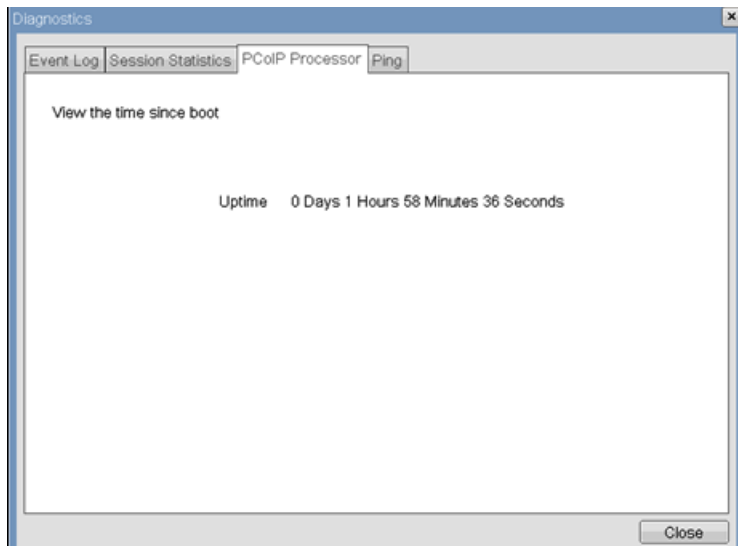 Diagnostics
Event Log Session Statistics PCoIP Processor Ping
View the time since boot
Uptime 0 Days 1 Hours 58 Minutes 36 Seconds
Close